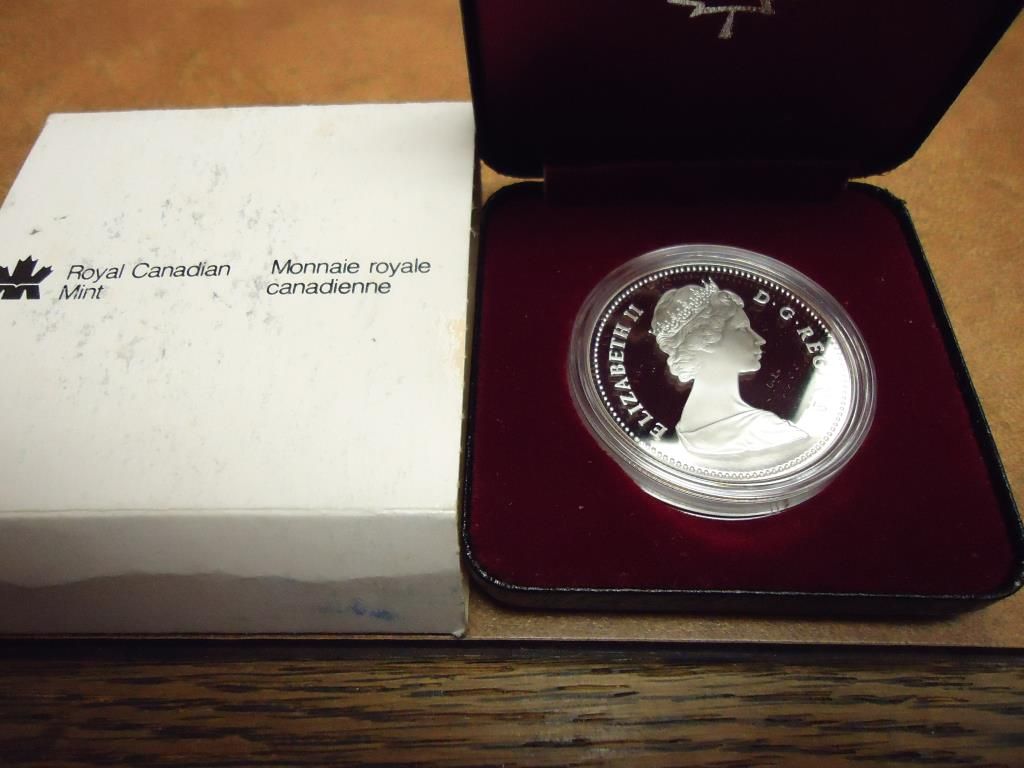 Royal Canadian
Mint
Monnaie royale
canadienne
ELIZABETH II
D·G·REG